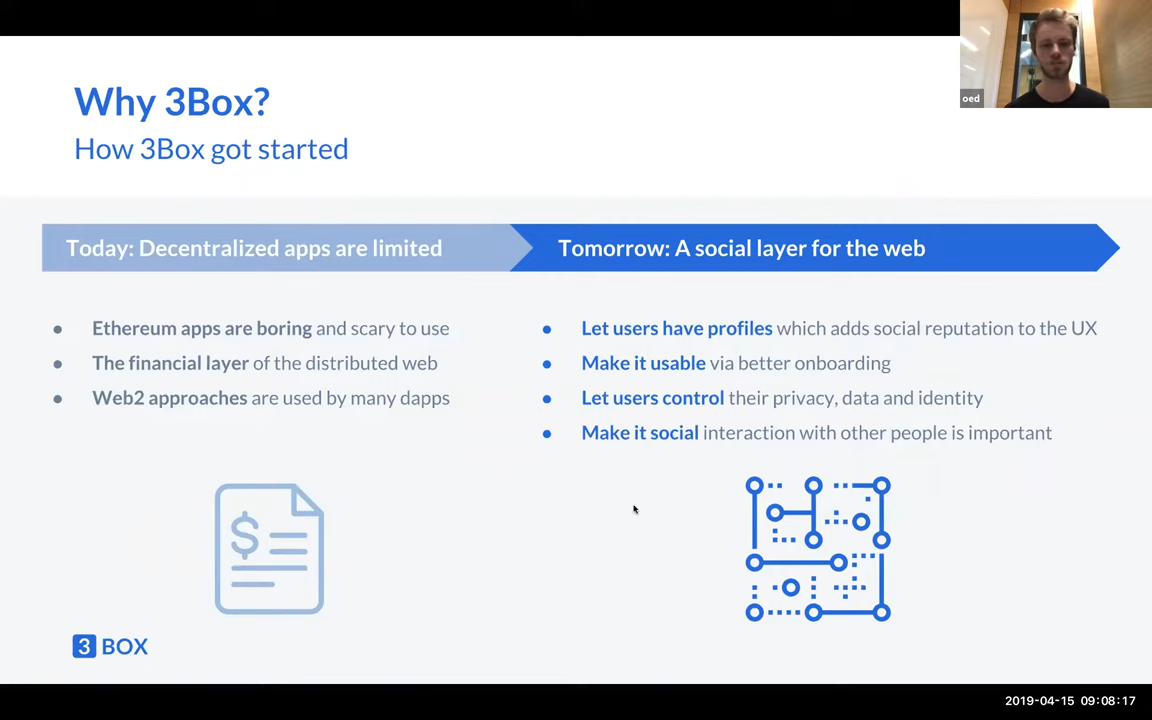 Why 3Box?
How 3Box got started
oed
Today: Decentralized apps are limited
Tomorrow: A social layer for the web
● Ethereum apps are boring and scary to use
● The financial layer of the distributed web
● Web2 approaches are used by many dapps
● Let users have profiles which adds social reputation to the UX
● Make it usable via better onboarding
● Let users control their privacy, data and identity
● Make it social interaction with other people is important
$
3 BOX
2019-04-15 09:08:17